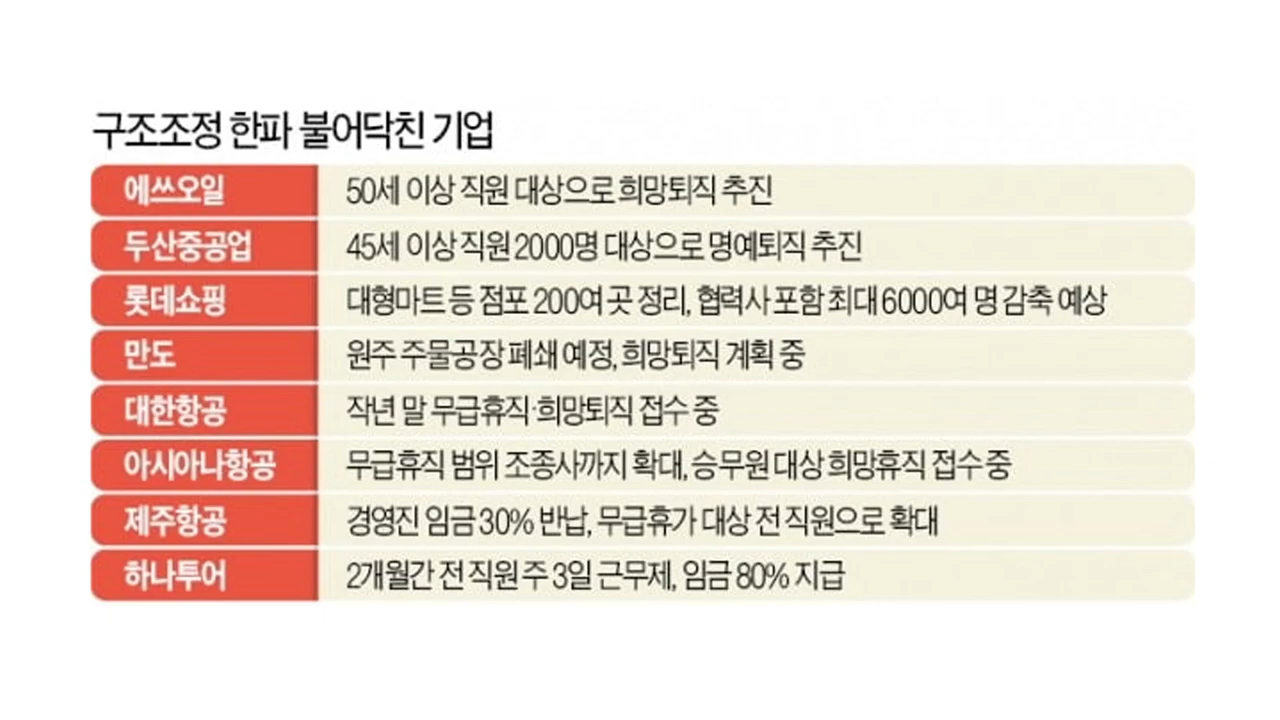 구조조정 한파 불어닥친 기업
에쓰오일 50세 이상 직원 대상으로 희망퇴직 추진
두산중공업 45세 이상 직원 2000명 대상으로 명예퇴직 추진
롯데쇼핑 대형마트 등 점포 200여 곳 정리, 협력사 포함 최대 6000여 명 감축 예상
만도 원주 주물공장 폐쇄 예정, 희망퇴직 계획 중
대한항공 작년 말 무급휴직·희망퇴직 접수 중
아시아나항공 무급휴직 범위 조종사까지 확대, 승무원 대상 희망휴직 접수 중
제주항공 경영진 임금 30% 반납, 무급휴가 대상 전 직원으로 확대
하나투어 2개월간 전 직원 주 3일 근무제, 임금 80% 지급